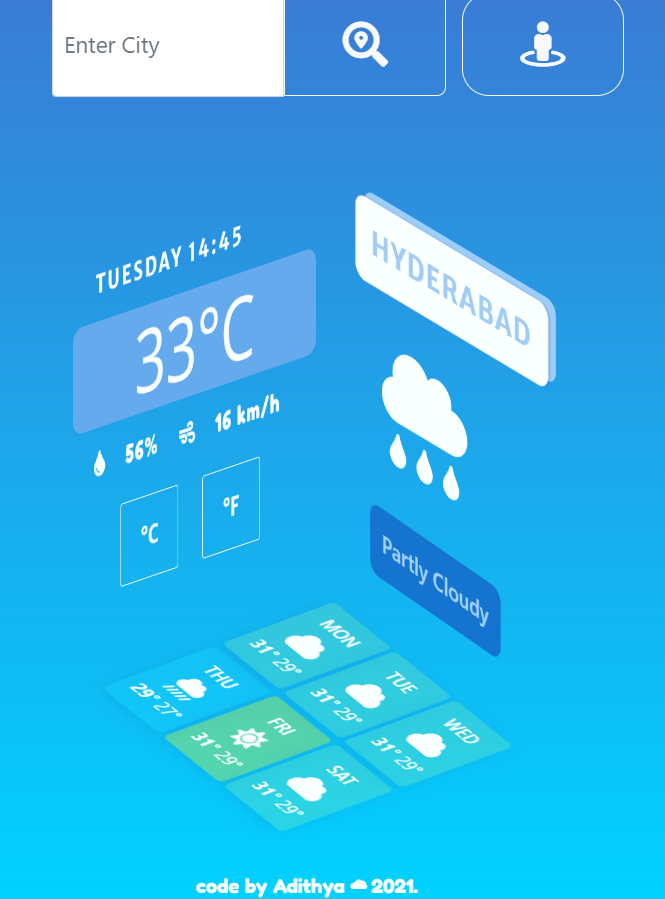 Enter City
TUESDAY 14:45
33°C
56% 16 km/h
°C °F
HYDERABAD
Partly Cloudy
MON
31° 29°
TUE
31° 29°
WED
31° 29°
THU
29° 27°
FRI
31° 29°
SAT
31° 29°
code by Adithya 2021.